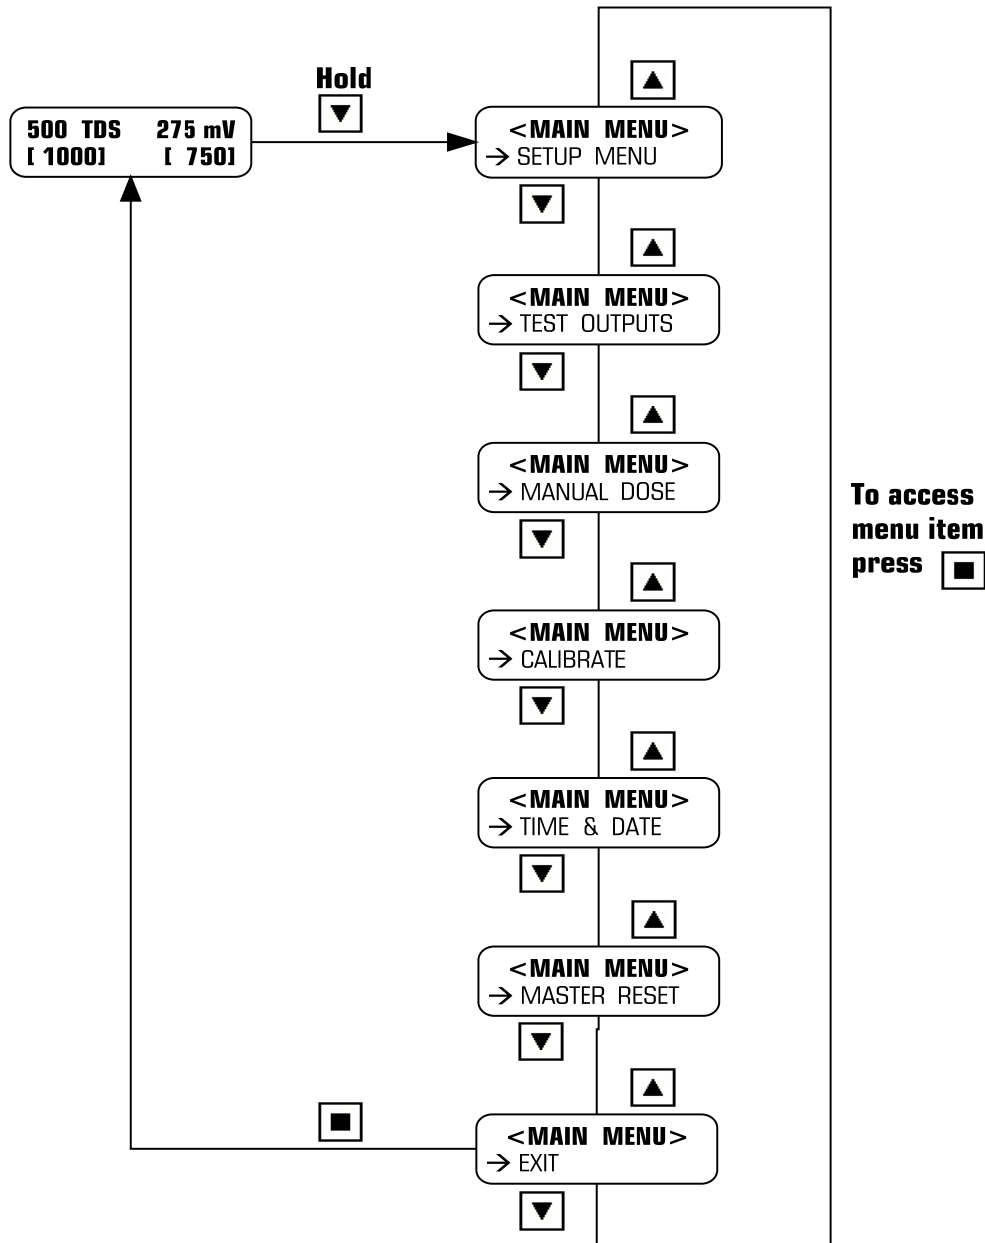 Hold
500 TDS 275 mV
[ 1000] [ 750]
<MAIN MENU>
→ SETUP MENU
<MAIN MENU>
→ TEST OUTPUTS
<MAIN MENU>
→ MANUAL DOSE
<MAIN MENU>
→ CALIBRATE
<MAIN MENU>
→ TIME & DATE
<MAIN MENU>
→ MASTER RESET
<MAIN MENU>
→ EXIT
To access
menu item
press